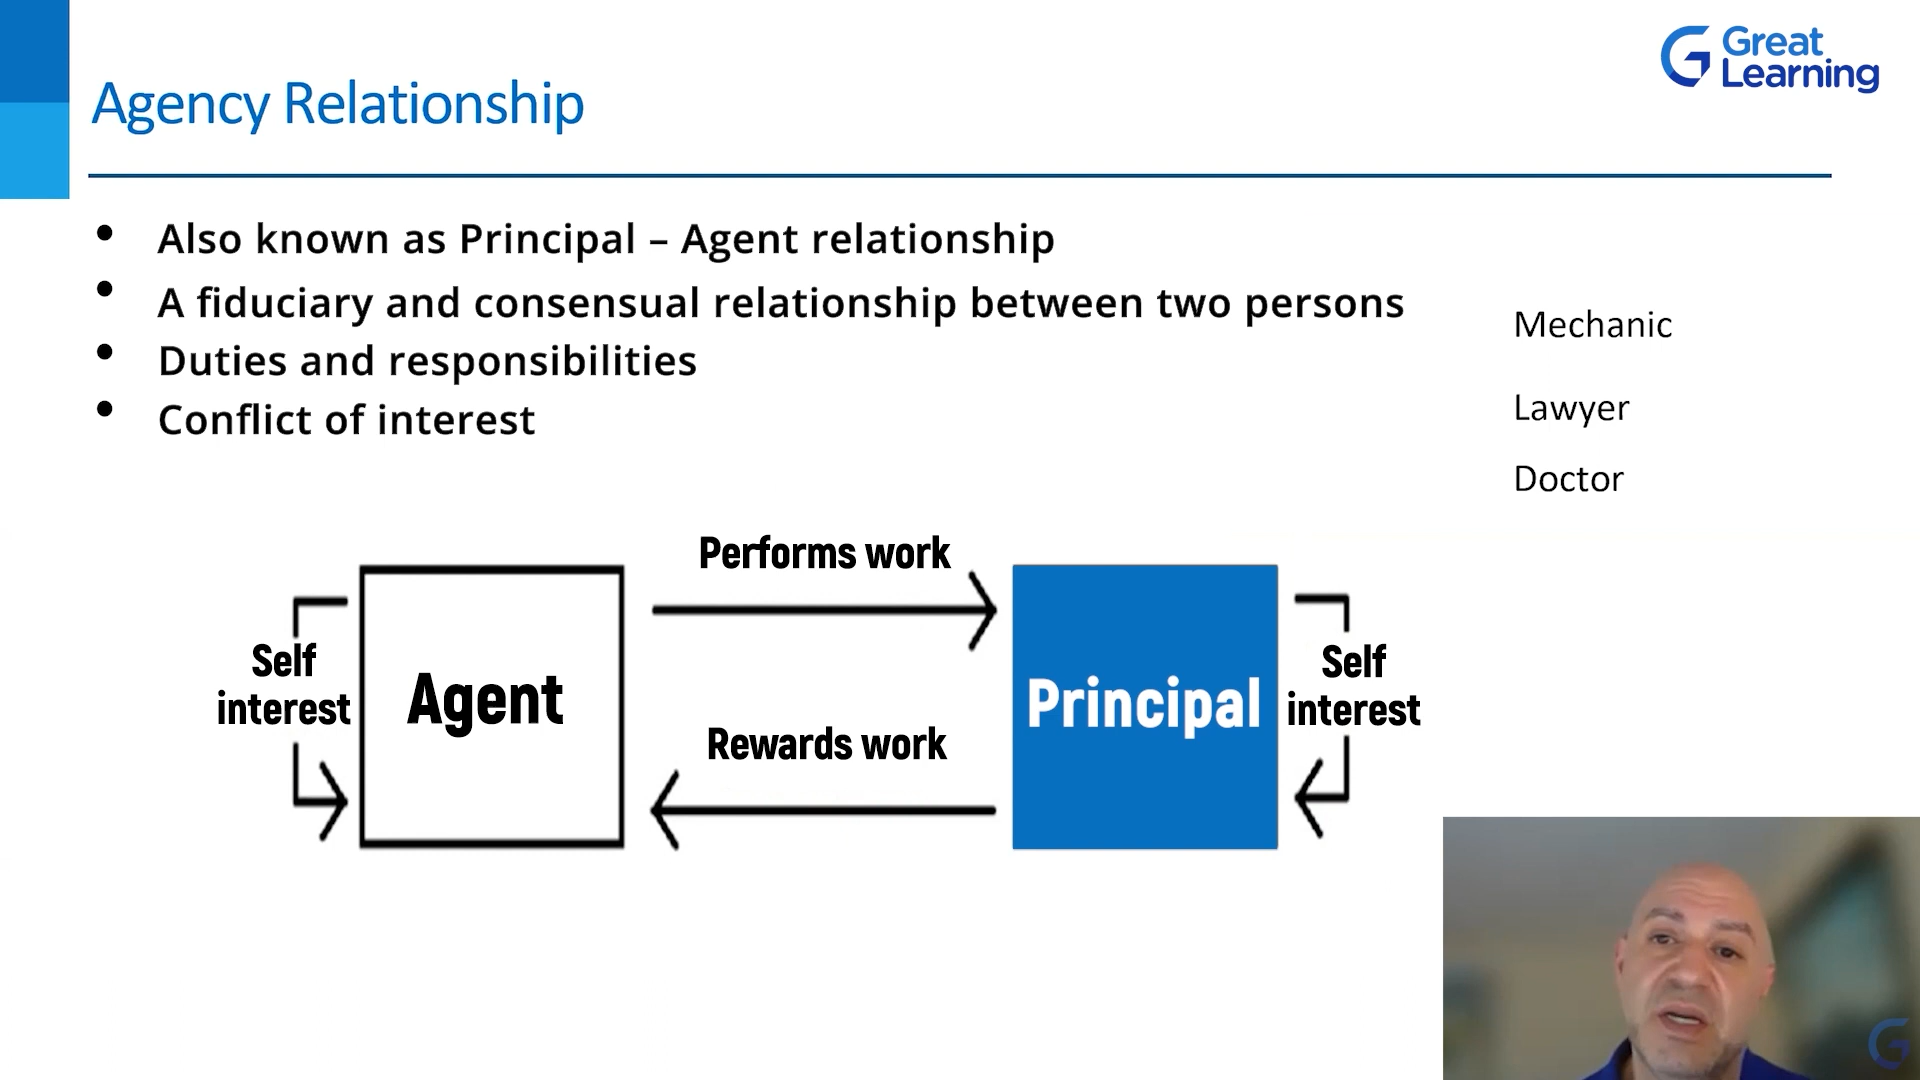 Great
Learning
Agency Relationship
Also known as Principal – Agent relationship
A fiduciary and consensual relationship between two persons
Duties and responsibilities
Conflict of interest
Mechanic
Lawyer
Doctor
Performs work
Self
interest
Agent
Principal
Self
interest
Rewards work